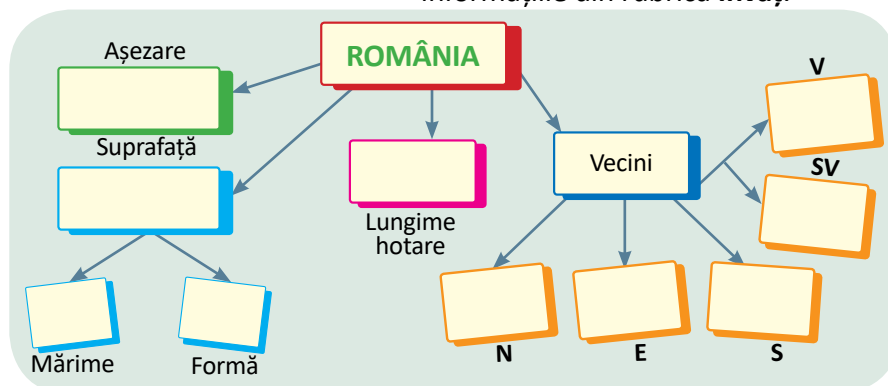 informațiile din rubrica
Așezare
ROMÂNIA
Suprafață
Lungime
hotare
Vecini
V
SV
N
E
S
Mărime
Formă